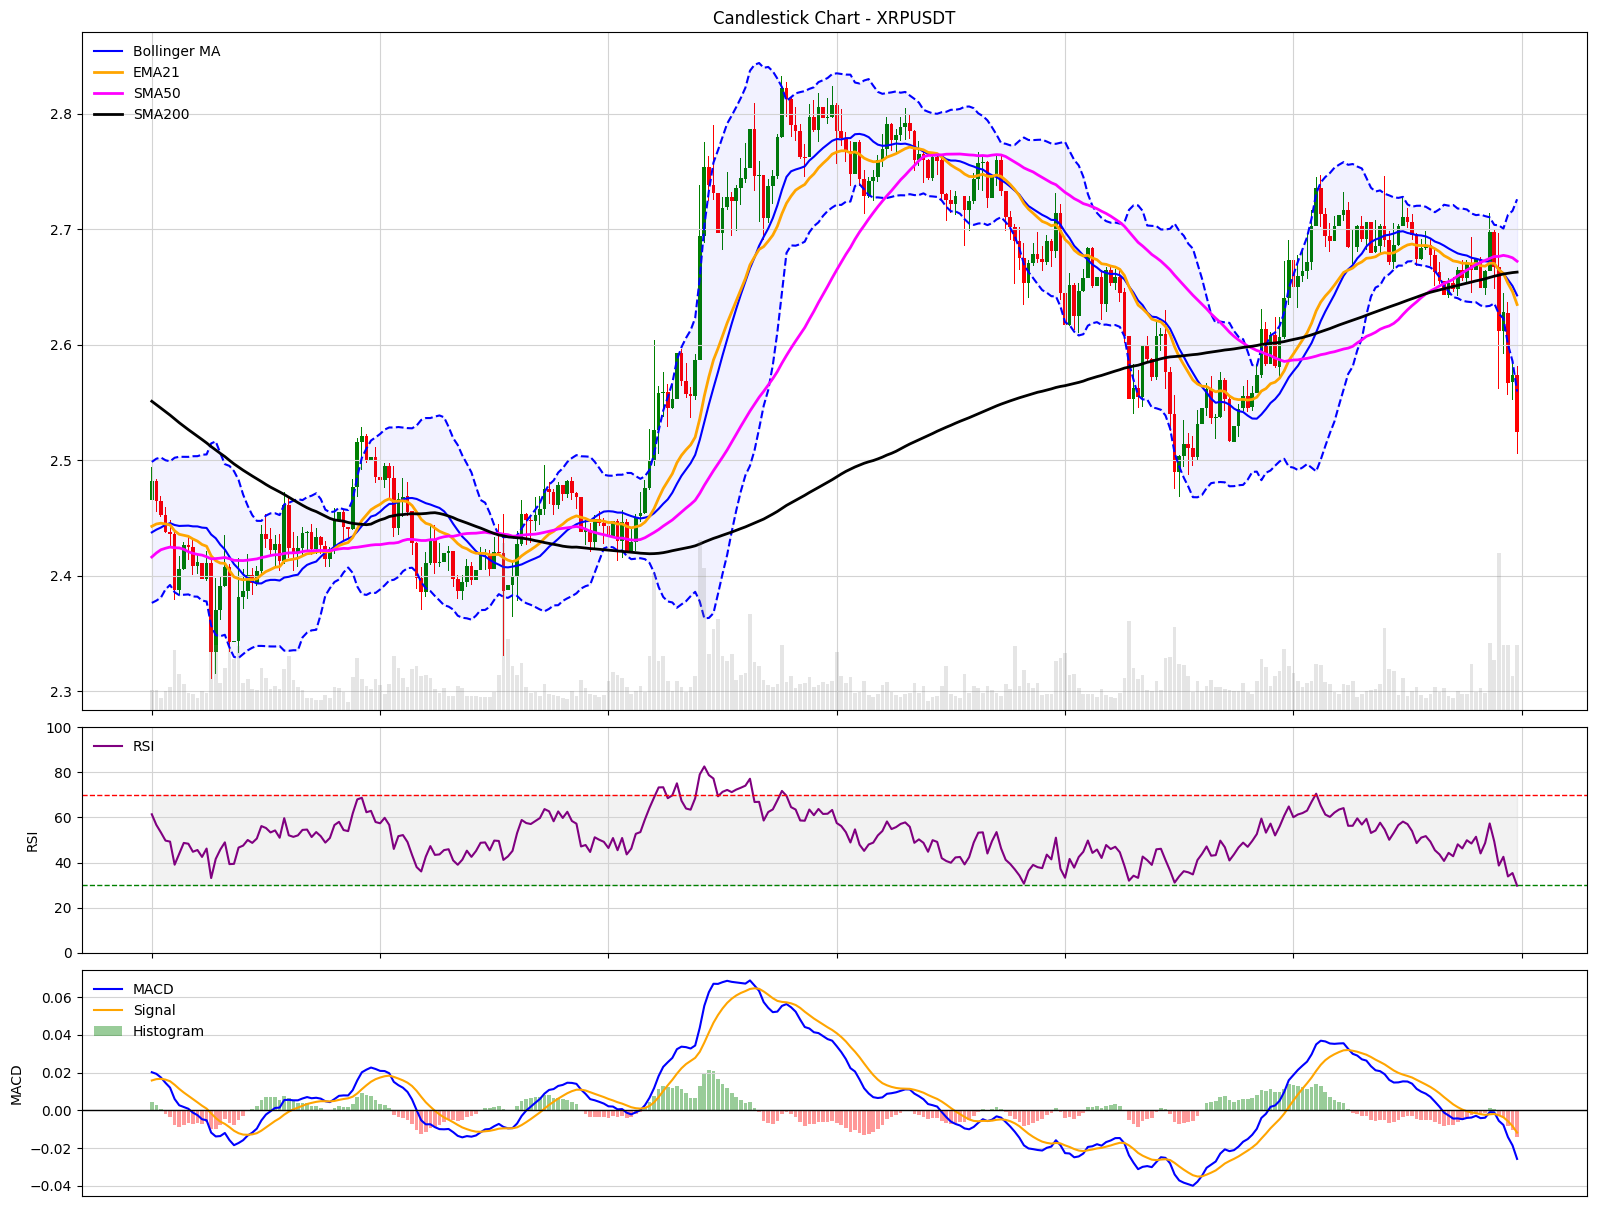 Candlestick Chart - XRPUSDT
Bollinger MA
EMA21
SMA50
SMA200
2.8
2.7
2.6
2.5
2.4
2.3
RSI
100
80
60
40
20
0
RSI
MACD
Signal
Histogram
0.06
0.04
0.02
0.00
−0.02
−0.04
MACD